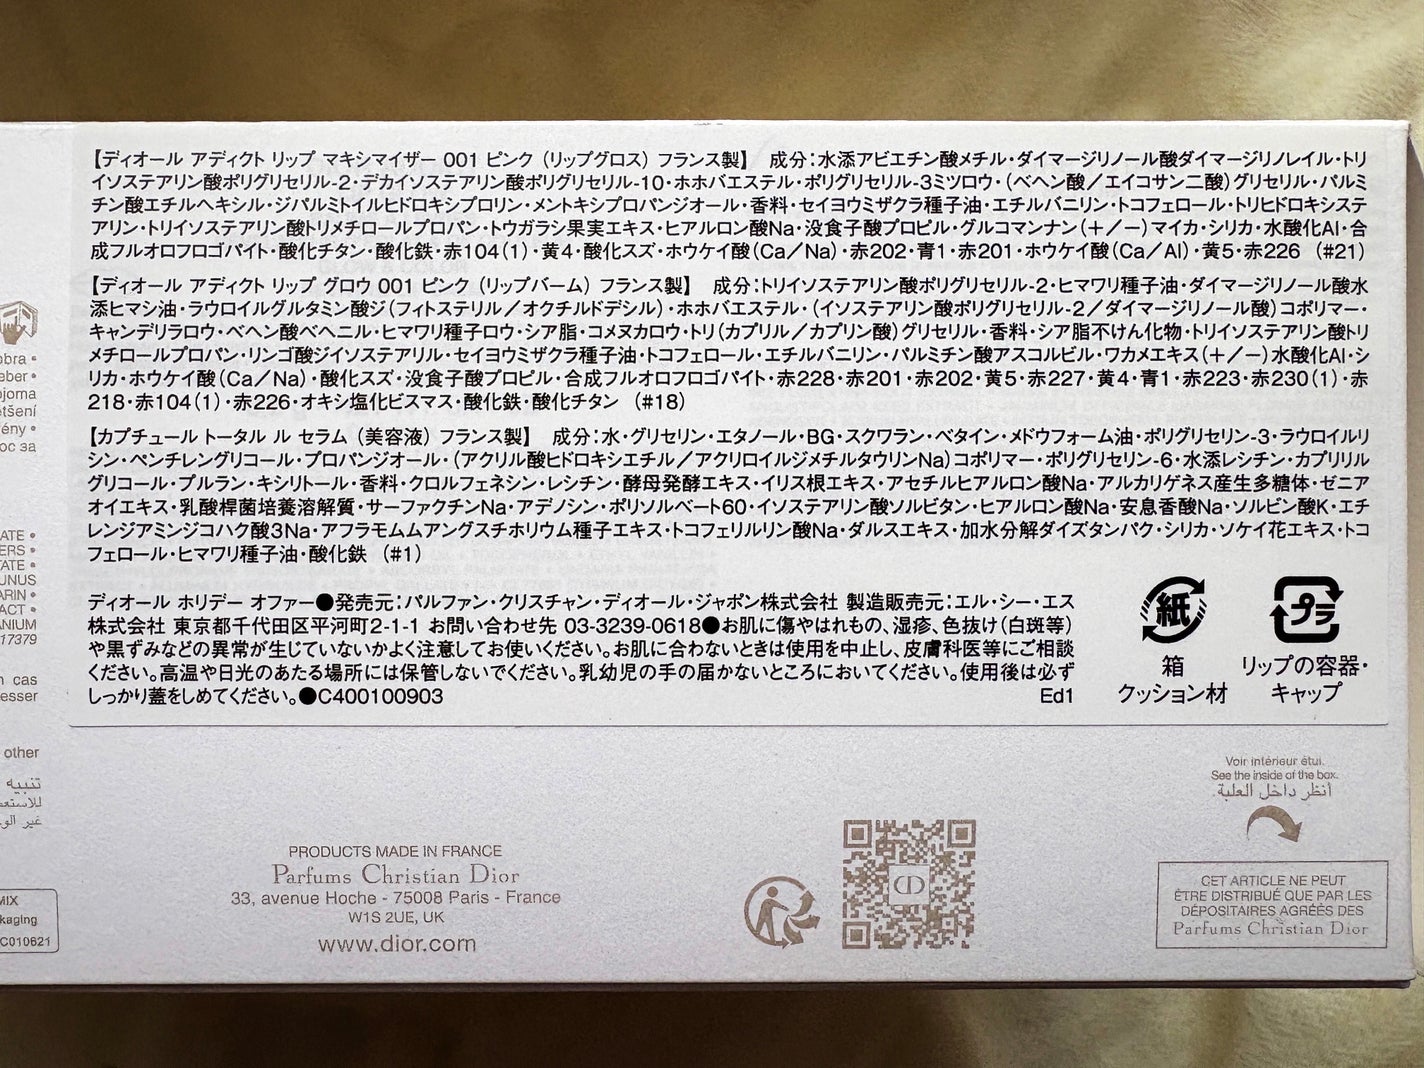 【ディオール アディクト リップ マキシマイザー 001 ピンク（リップグロス）フランス製】　成分：水添アビエチン酸メチル・ダイマージリノール酸ダイマージリノレイル・トリ
イソステアリン酸ポリグリセリル-2・デカイソステアリン酸ポリグリセリル-10・ホホバエステル・ポリグリセリル-3ミツロウ・（ベヘン酸／エイコサン二酸）グリセリル・パルミ
チン酸エチルヘキシル・ジパルミトイルヒドロキシプロリン・メントキシプロパンジオール・香料・セイヨウミザクラ種子油・エチルバニリン・トコフェロール・トリヒドロキシステ
アリン・トリイソステアリン酸トリメチロールプロパン・トウガラシ果実エキス・ヒアルロン酸Na・没食子酸プロピル・グルコマンナン（＋／－）マイカ・シリカ・水酸化Al・合
成フルオロフロゴパイト・酸化チタン・酸化鉄・赤104（1）・黄4・酸化スズ・ホウケイ酸（Ca／Na）・赤202・青1・赤201・ホウケイ酸（Ca／Al）・黄5・赤226（#21）
【ディオール アディクト リップ グロウ 001 ピンク（リップバーム）フランス製】　成分：トリイソステアリン酸ポリグリセリル-2・ヒマワリ種子油・ダイマージリノール酸水
添ヒマシ油・ラウロイルグルタミン酸ジ（フィトステリル／オクチルドデシル）・ホホバエステル・（イソステアリン酸ポリグリセリル-2／ダイマージリノール酸）コポリマー・
キャンデリラロウ・ベヘン酸ベヘニル・ヒマワリ種子ロウ・シア脂・コメヌカロウ・トリ（カプリル／カプリン酸）グリセリル・香料・シア脂不けん化物・トリイソステアリン酸トリ
メチロールプロパン・リンゴ酸ジイソステアリル・セイヨウミザクラ種子油・トコフェロール・エチルバニリン・パルミチン酸アスコルビル・ワカメエキス（＋／－）水酸化Al・シ
リカ・ホウケイ酸（Ca／Na）・酸化スズ・没食子酸プロピル・合成フルオロフロゴパイト・赤228・赤201・赤202・黄5・赤227・黄4・青1・赤223・赤230（1）・赤
218・赤104（1）・赤226・オキシ塩化ビスマス・酸化鉄・酸化チタン（#18）
【カプチュール トータル ル セラム（美容液）フランス製】　成分：水・グリセリン・エタノール・BG・スクワラン・ベタイン・メドウフォーム油・ポリグリセリン-3・ラウロイルリ
シン・ペンチレングリコール・プロパンジオール・（アクリル酸ヒドロキシエチル／アクリロイルジメチルタウリンNa）コポリマー・ポリグリセリン-6・水添レシチン・カプリリル
グリコール・プルラン・キシリトール・香料・クロルフェネシン・レシチン・酵母発酵エキス・イリス根エキス・アセチルヒアルロン酸Na・アルカリゲネス産生多糖体・ゼニア
オイエキス・乳酸桿菌培養溶解質・サーファクチンNa・アデノシン・ポリソルベート60・イソステアリン酸ソルビタン・ヒアルロン酸Na・安息香酸Na・ソルビン酸K・エチ
レンジアミンジコハク酸3Na・アフラモムムアングスチホリウム種子エキス・トコフェリルリン酸Na・ダルスエキス・加水分解ダイズタンパク・シリカ・ソケイ花エキス・トコ
フェロール・ヒマワリ種子油・酸化鉄（#1）
ディオール ホリデー オファー●発売元：パルファン・クリスチャン・ディオール・ジャポン株式会社 製造販売元：エル・シー・エス
株式会社 東京都千代田区平河町2-1-1 お問い合わせ先 03-3239-0618●お肌に傷やはれもの、湿疹、色抜け（白斑等）
や黒ずみなどの異常が生じていないかよく注意してお使いください。お肌に合わないときは使用を中止し、皮膚科医等にご相談
ください。高温や日光のあたる場所には保管しないでください。乳幼児の手の届かないところにおいてください。使用後は必ず
しっかり蓋をしめてください。●C400100903 Ed1
紙
箱
クッション材
プラ
リップの容器・
キャップ
obra •
eber •
ojoma
ětšení
ény •
ос за
ATE •
ERS •
TATE •
UNUS
ARIN •
ACT •
ANIUM
17379
n cas
esser
other
تنبيه
للاستعم
غير الو
MIX
kaging
C010621
PRODUCTS MADE IN FRANCE
Parfums Christian Dior
33, avenue Hoche - 75008 Paris - France
W1S 2UE, UK
www.dior.com
CD
Voir intérieur étui.
See the inside of the box.
أنظر داخل العلبة.
CET ARTICLE NE PEUT
ÊTRE DISTRIBUÉ QUE PAR LES
DÉPOSITAIRES AGRÉÉS DES
Parfums Christian Dior